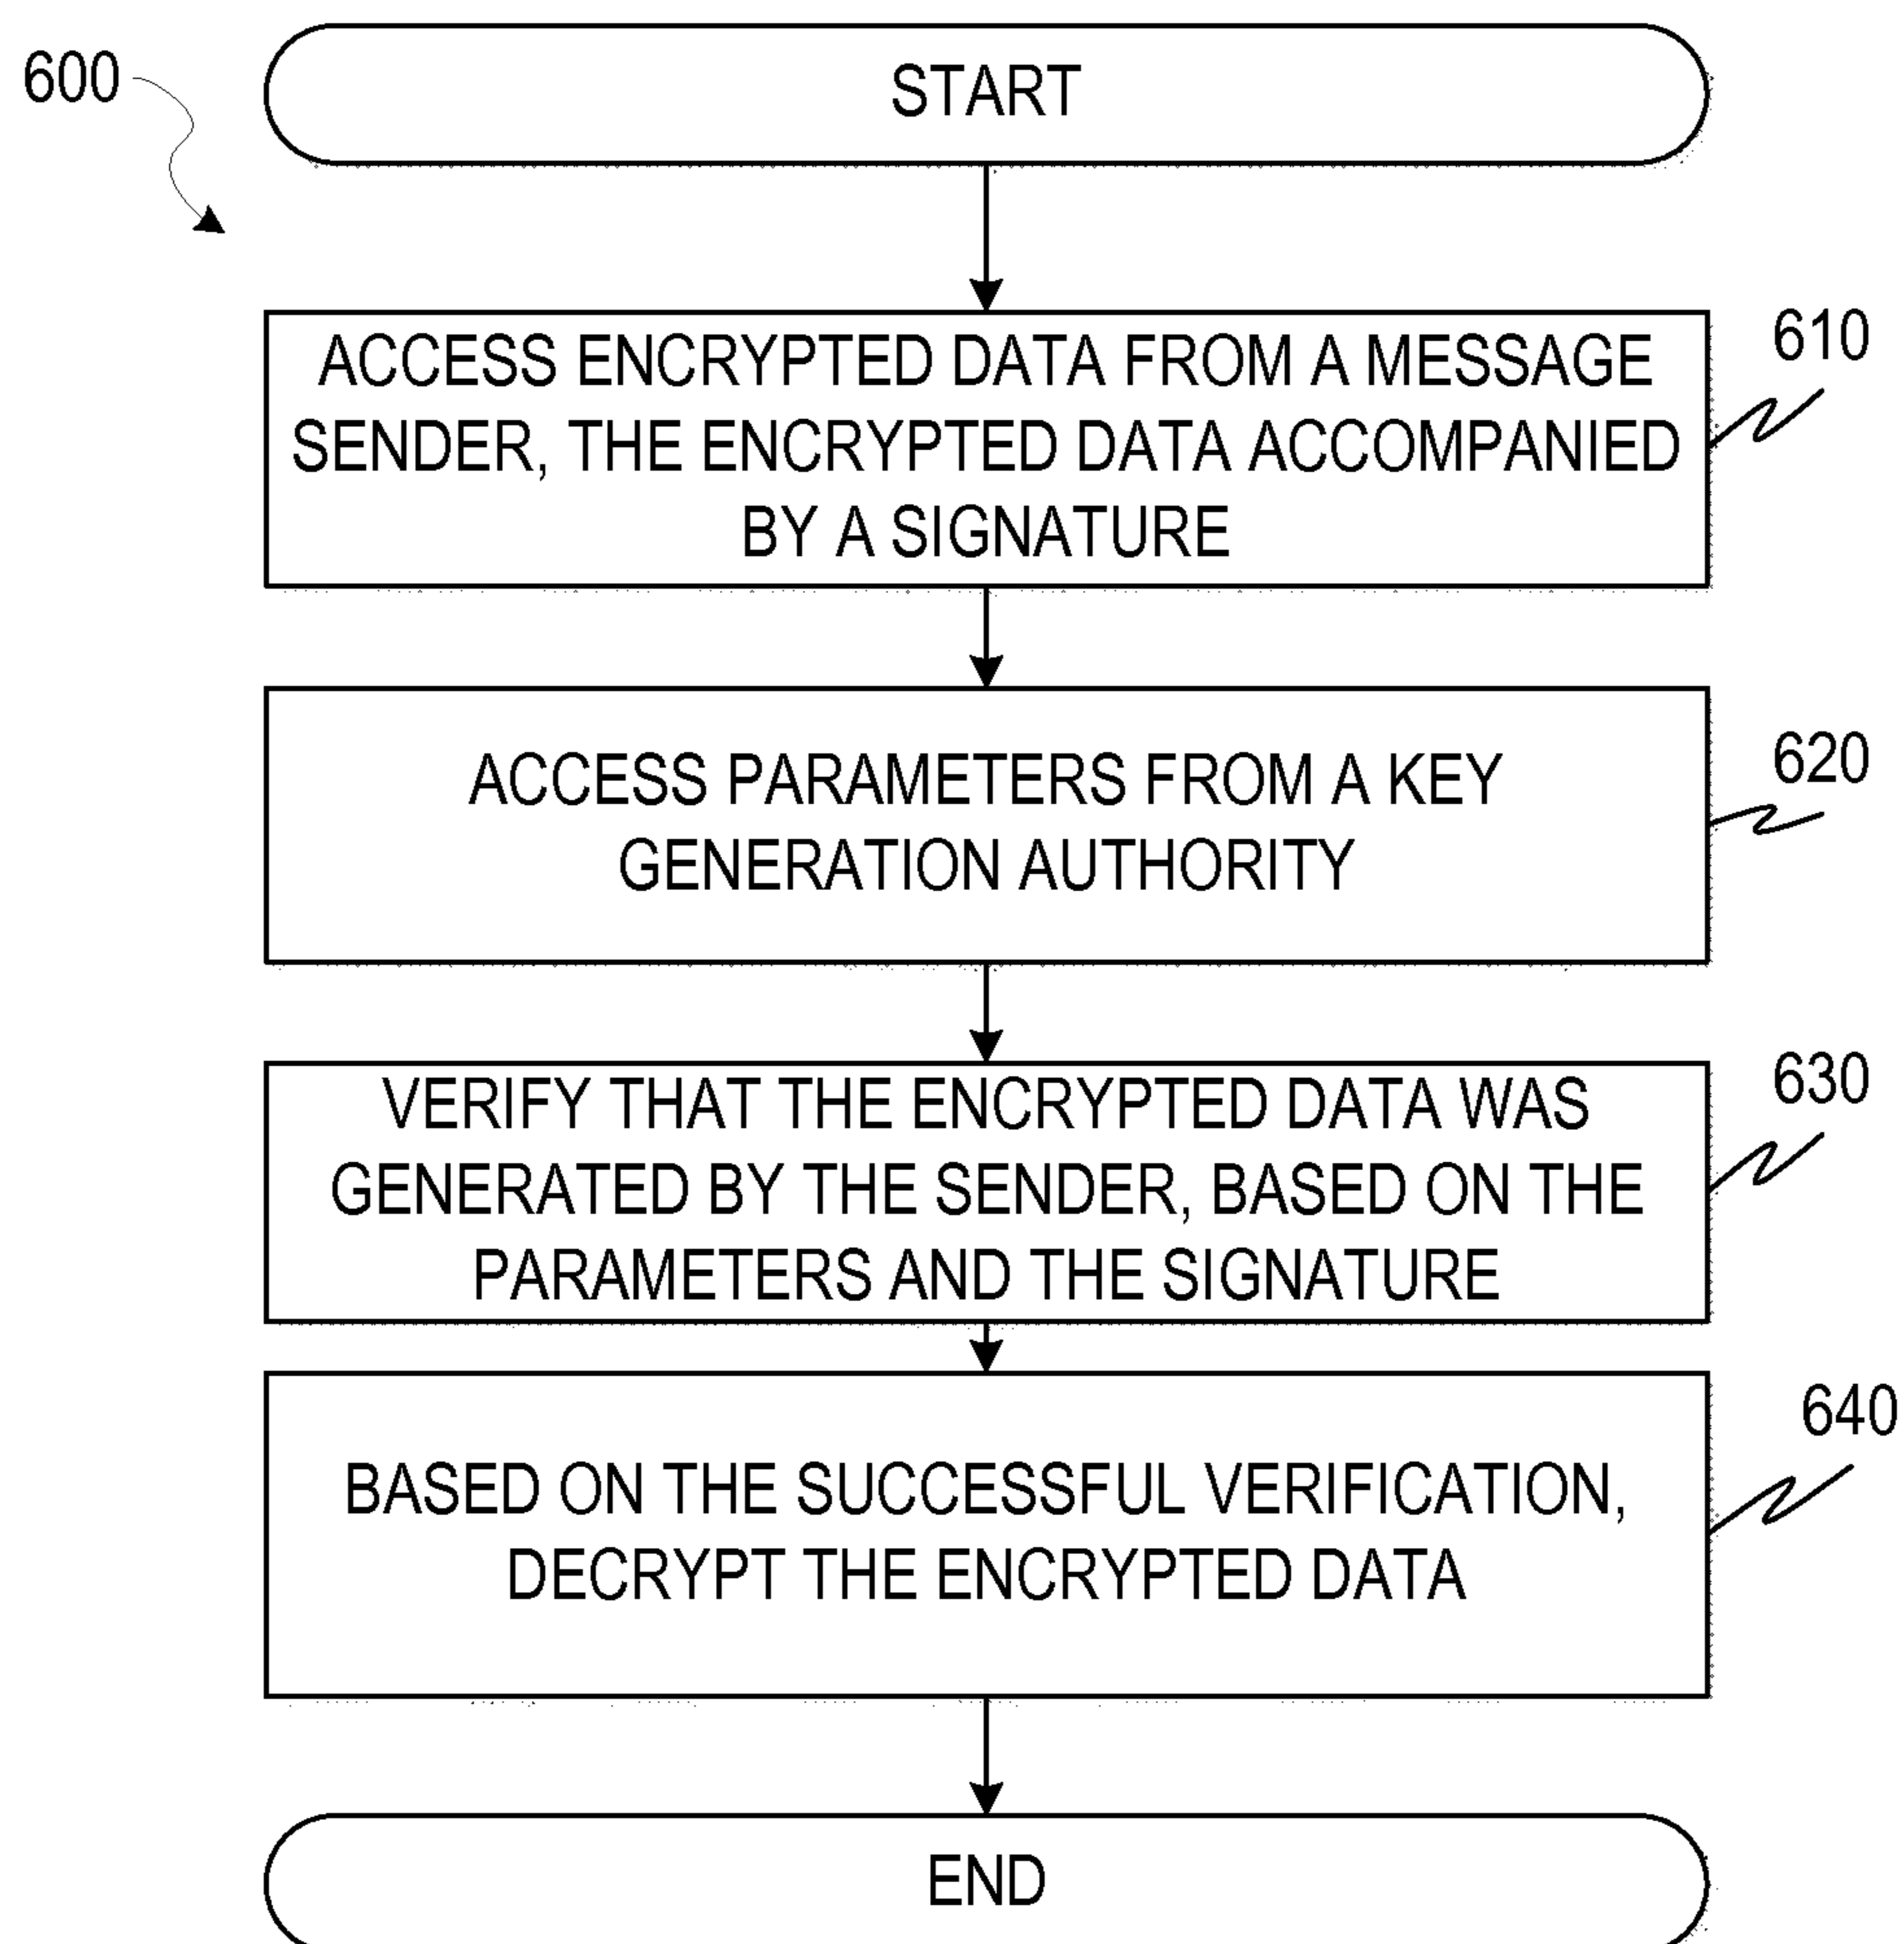 600
START
ACCESS ENCRYPTED DATA FROM A MESSAGE
SENDER, THE ENCRYPTED DATA ACCOMPANIED
BY A SIGNATURE
610
ACCESS PARAMETERS FROM A KEY
GENERATION AUTHORITY
620
VERIFY THAT THE ENCRYPTED DATA WAS
GENERATED BY THE SENDER, BASED ON THE
PARAMETERS AND THE SIGNATURE
630
BASED ON THE SUCCESSFUL VERIFICATION,
DECRYPT THE ENCRYPTED DATA
640
END